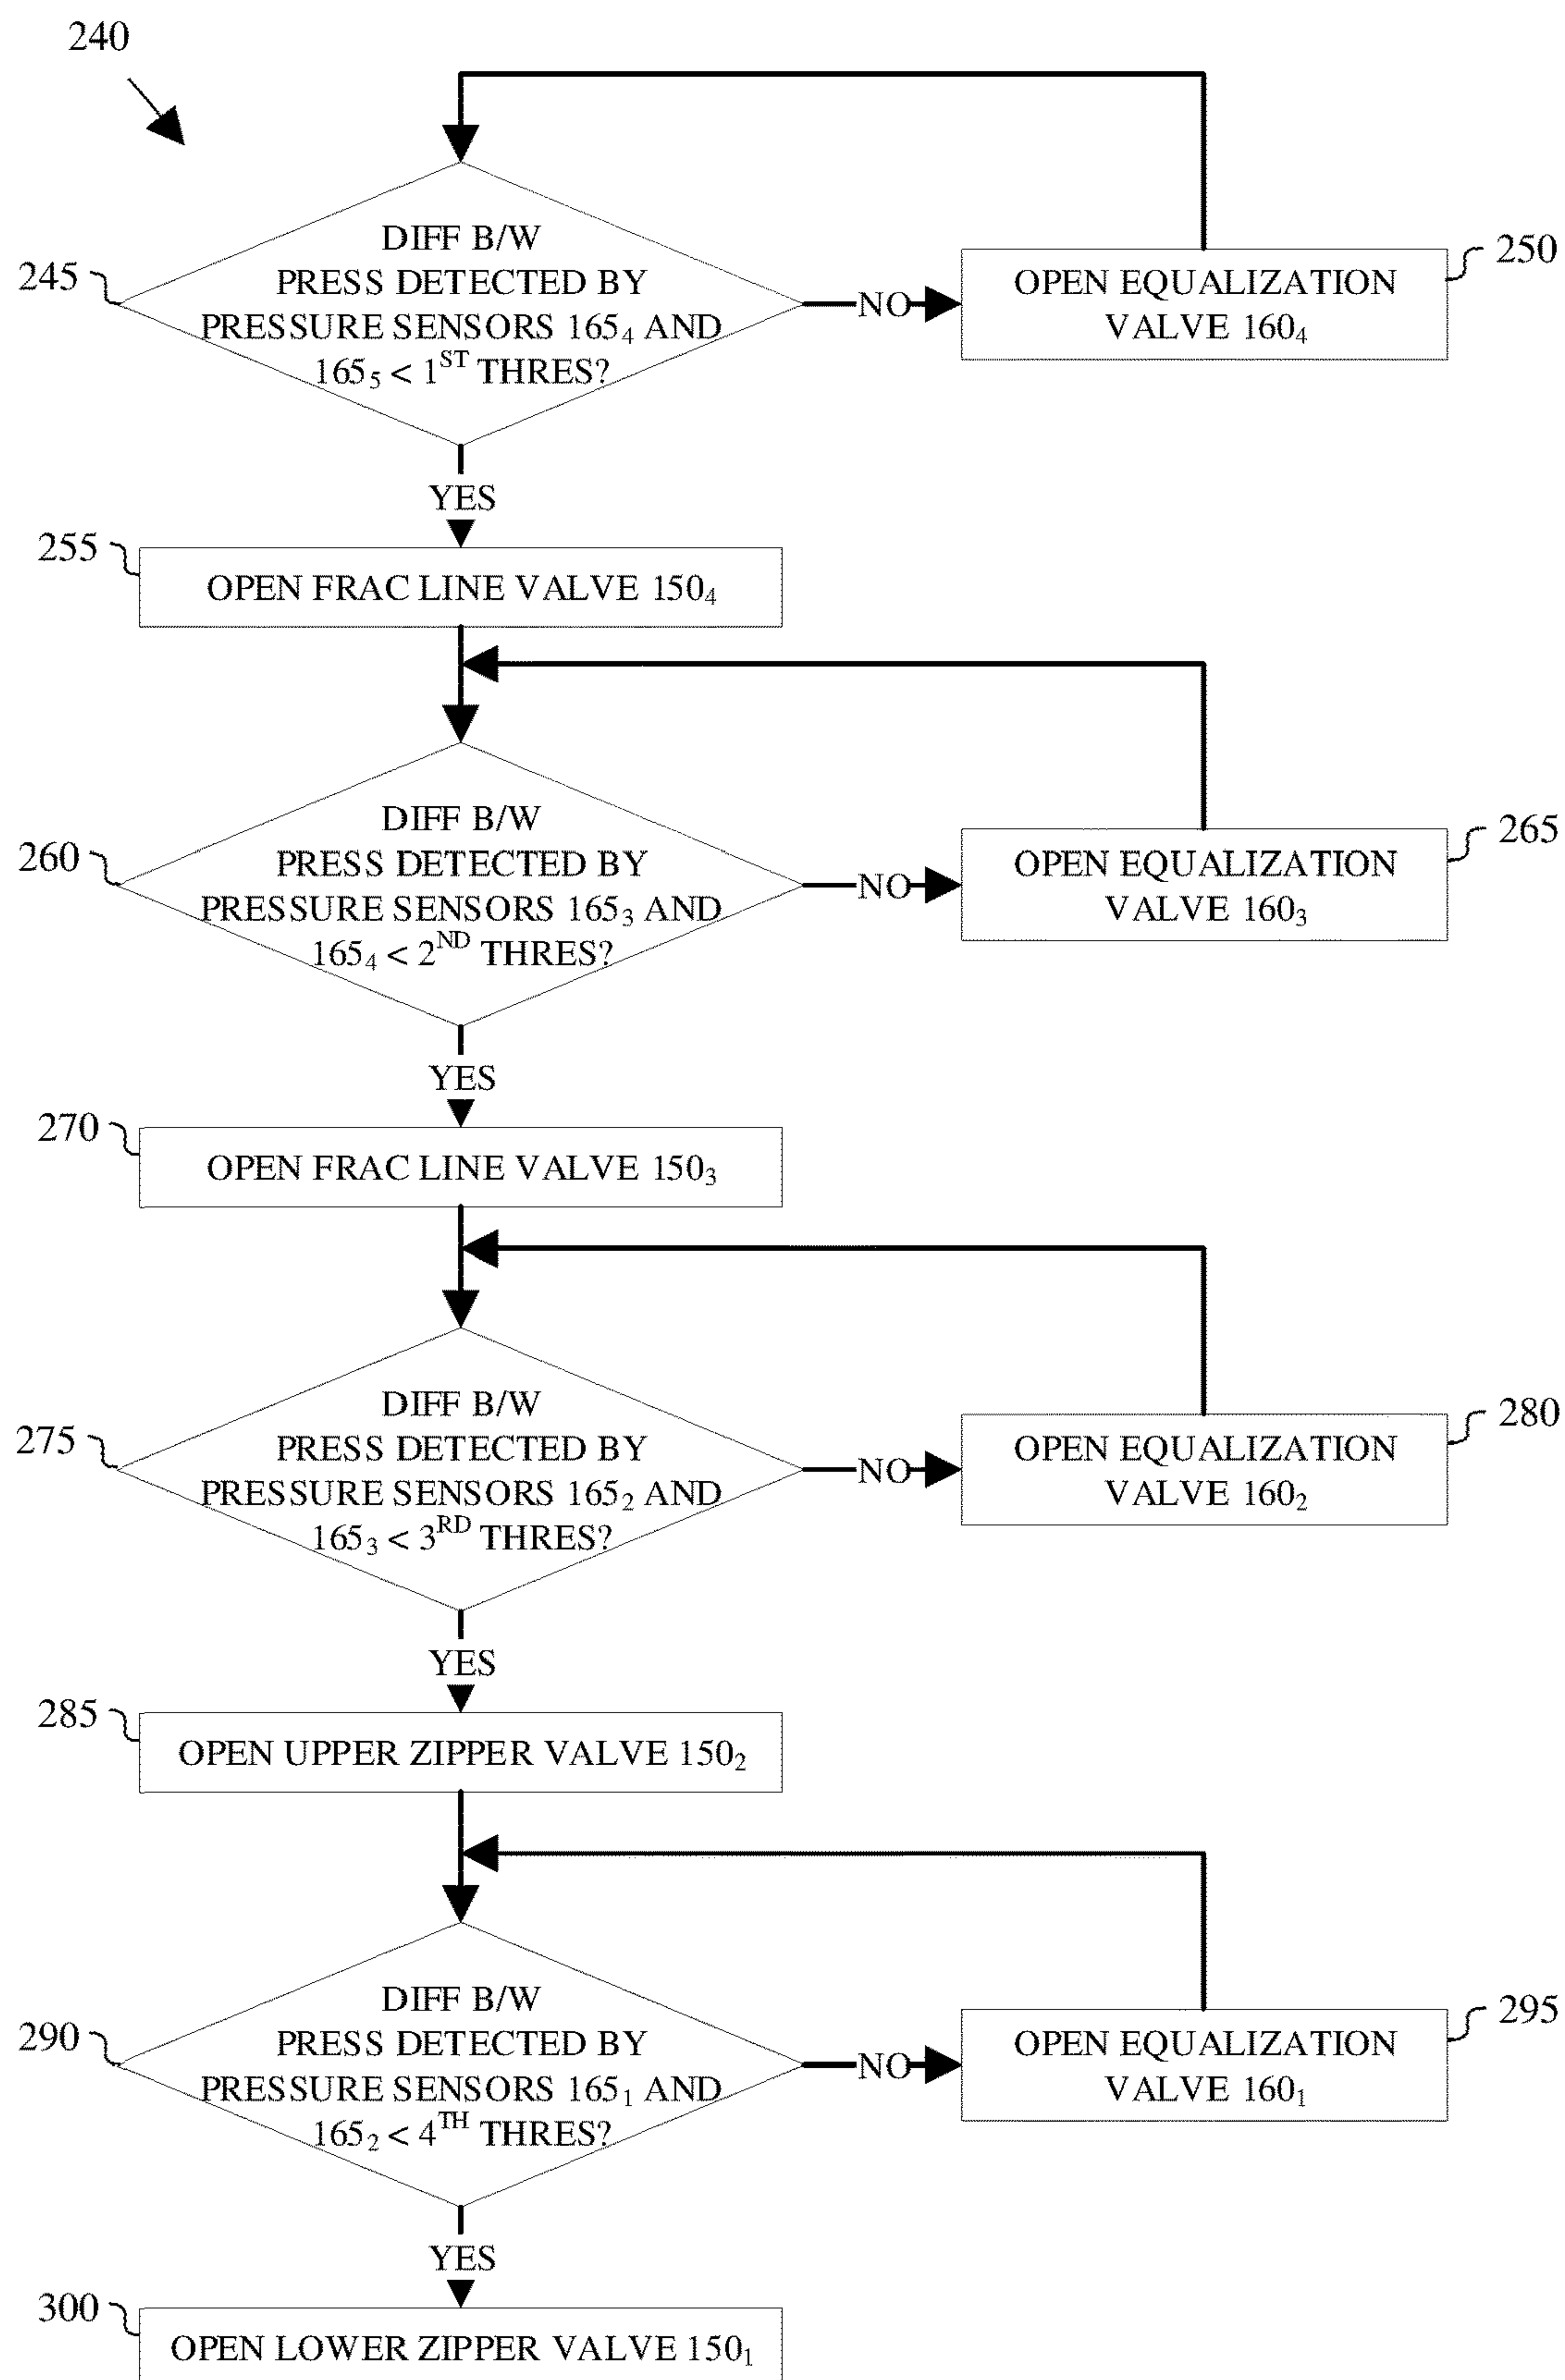 240
DIFF B/W
PRESS DETECTED BY
PRESSURE SENSORS 165₄ AND
165₅ < 1ˢᵀ THRES?
245
NO
OPEN EQUALIZATION
VALVE 160₄
250
YES
255
OPEN FRAC LINE VALVE 150₄
DIFF B/W
PRESS DETECTED BY
PRESSURE SENSORS 165₃ AND
165₄ < 2ᴺᴰ THRES?
260
NO
OPEN EQUALIZATION
VALVE 160₃
265
YES
270
OPEN FRAC LINE VALVE 150₃
DIFF B/W
PRESS DETECTED BY
PRESSURE SENSORS 165₂ AND
165₃ < 3ᴿᴰ THRES?
275
NO
OPEN EQUALIZATION
VALVE 160₂
280
YES
285
OPEN UPPER ZIPPER VALVE 150₂
DIFF B/W
PRESS DETECTED BY
PRESSURE SENSORS 165₁ AND
165₂ < 4ᵀᴴ THRES?
290
NO
OPEN EQUALIZATION
VALVE 160₁
295
YES
300
OPEN LOWER ZIPPER VALVE 150₁